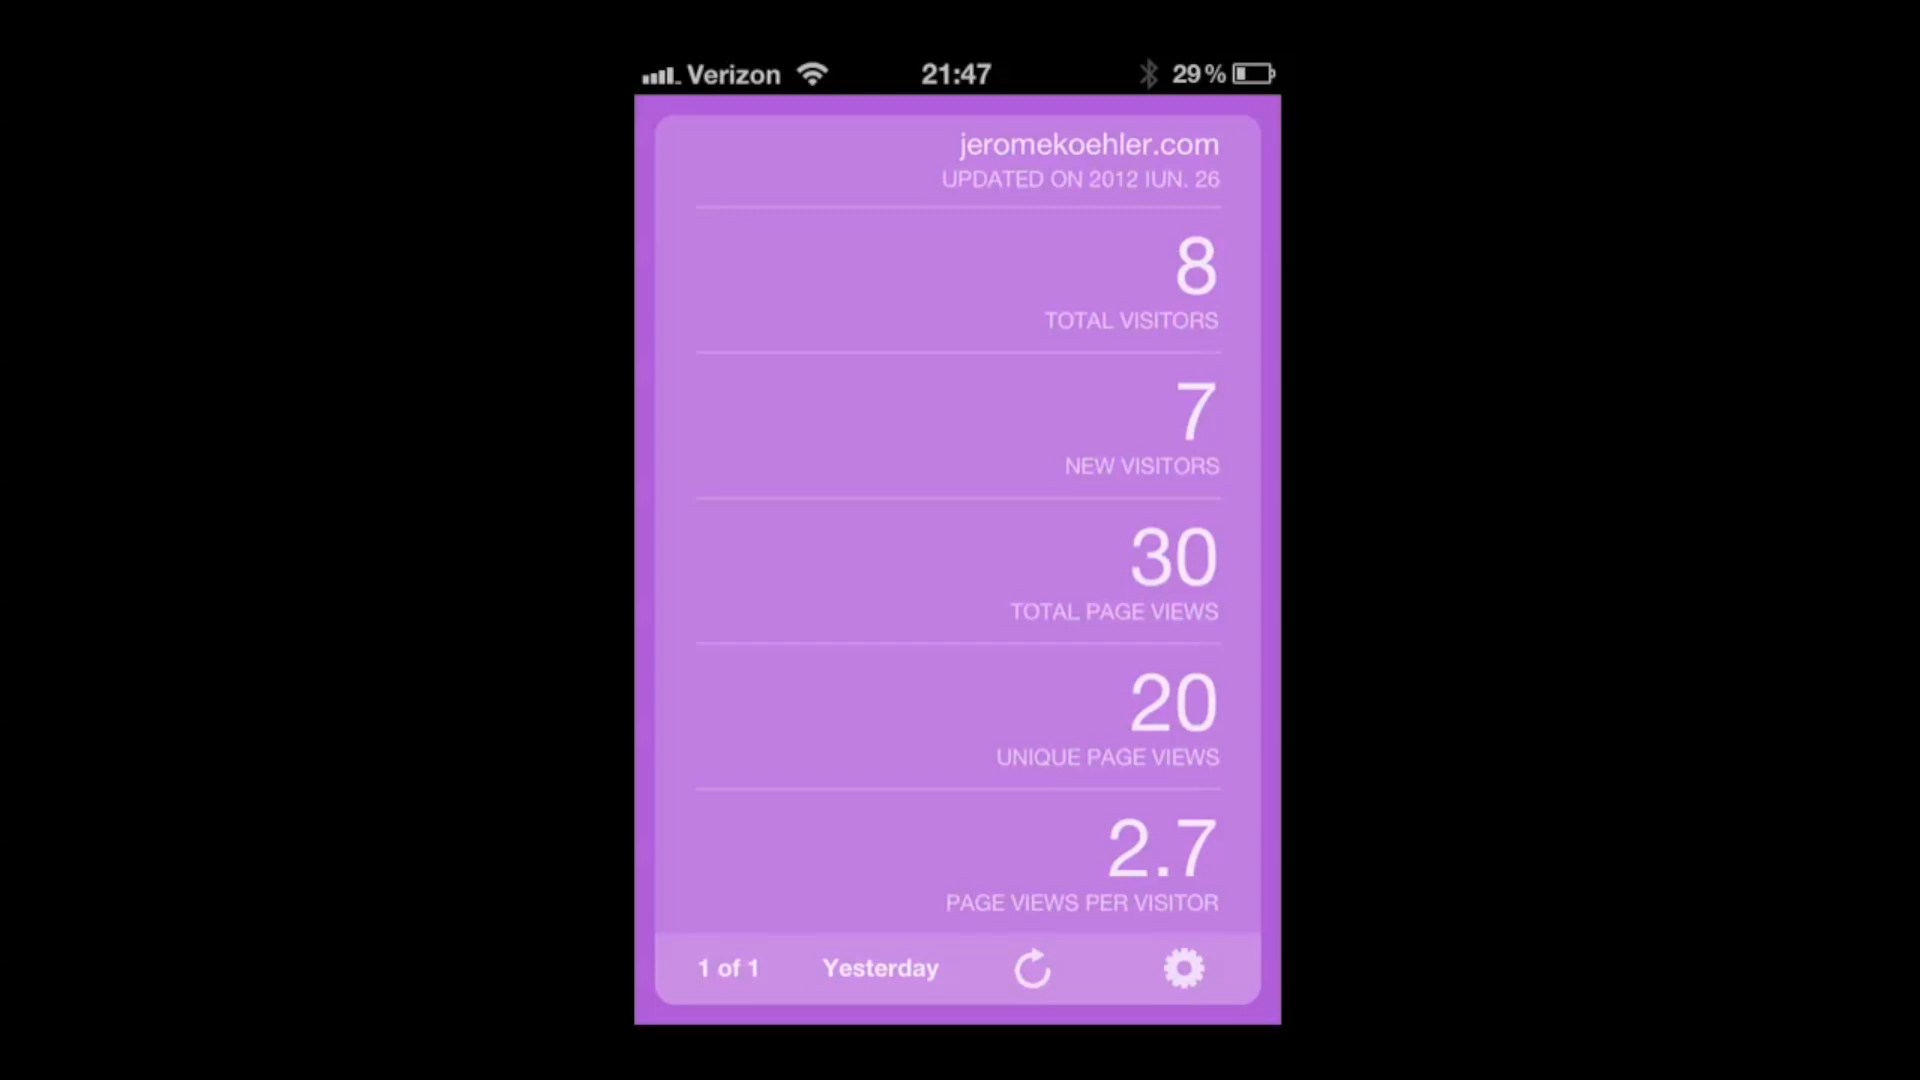 Verizon 21:47 29%
jeromekoehler.com
UPDATED ON 2012 IUN. 26
8
TOTAL VISITORS
7
NEW VISITORS
30
TOTAL PAGE VIEWS
20
UNIQUE PAGE VIEWS
2.7
PAGE VIEWS PER VISITOR
1 of 1 Yesterday